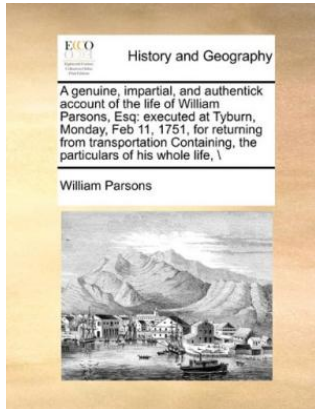 ECCO
History and Geography
A genuine, impartial, and authentick
account of the life of William
Parsons, Esq: executed at Tyburn,
Monday, Feb 11, 1751, for returning
from transportation Containing, the
particulars of his whole life, \
William Parsons